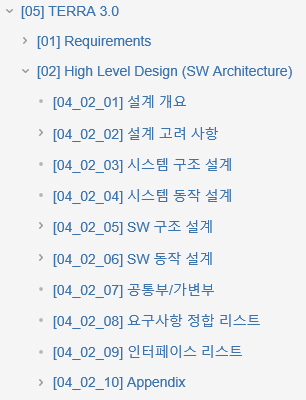 [05] TERRA 3.0
[01] Requirements
[02] High Level Design (SW Architecture)
[04_02_01] 설계 개요
[04_02_02] 설계 고려 사항
[04_02_03] 시스템 구조 설계
[04_02_04] 시스템 동작 설계
[04_02_05] SW 구조 설계
[04_02_06] SW 동작 설계
[04_02_07] 공통부/가변부
[04_02_08] 요구사항 정합 리스트
[04_02_09] 인터페이스 리스트
[04_02_10] Appendix